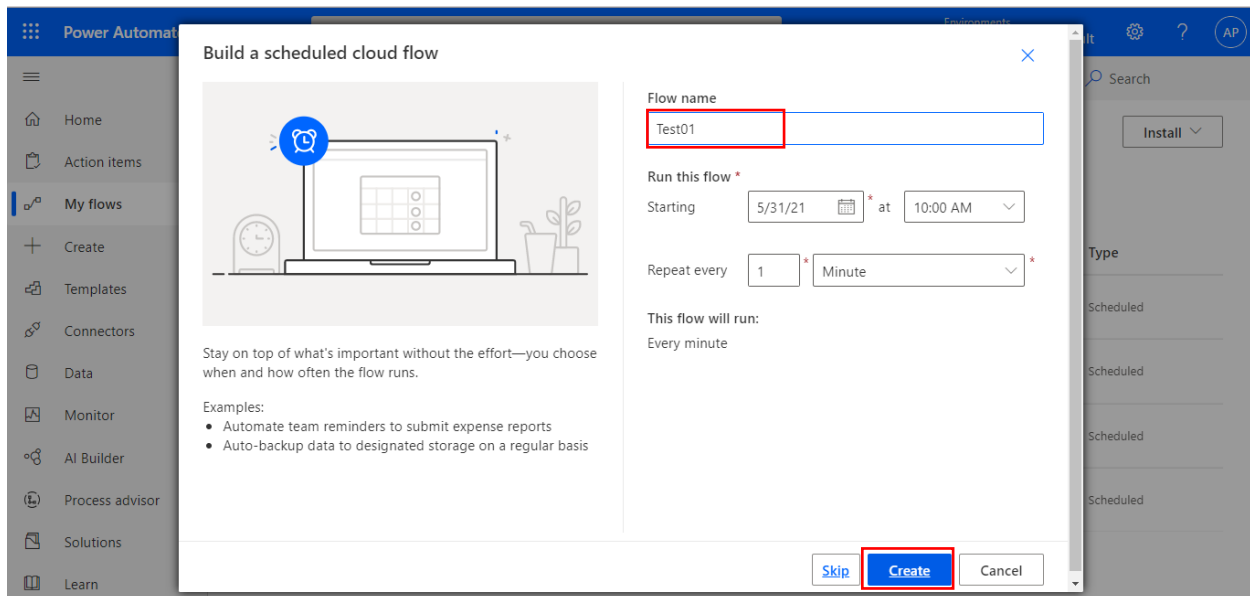 Power Automat
Environments
lt
AP
Search
Home
Action items
My flows
Create
Templates
Connectors
Data
Monitor
AI Builder
Process advisor
Solutions
Learn
Install
Type
Scheduled
Scheduled
Scheduled
Scheduled
Build a scheduled cloud flow
Stay on top of what's important without the effort—you choose
when and how often the flow runs.
Examples:
• Automate team reminders to submit expense reports
• Auto-backup data to designated storage on a regular basis
Flow name
Test01
Run this flow *
Starting 5/31/21 * at 10:00 AM
Repeat every 1 * Minute *
This flow will run:
Every minute
Skip Create Cancel